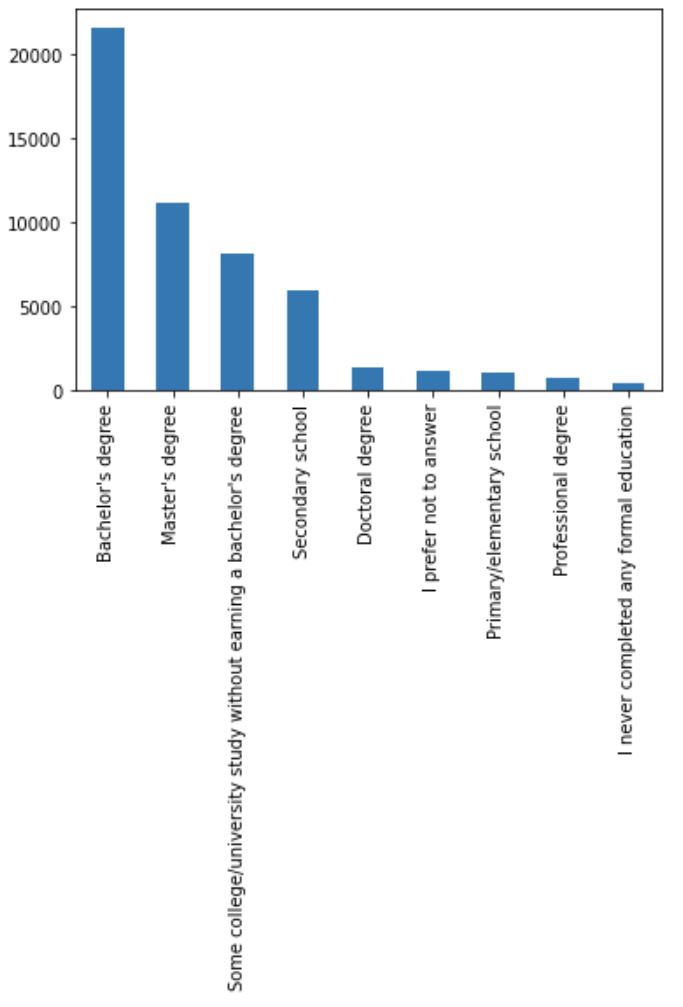 20000
15000
10000
5000
0
Bachelor's degree
Master's degree
Some college/university study without earning a bachelor's degree
Secondary school
Doctoral degree
I prefer not to answer
Primary/elementary school
Professional degree
I never completed any formal education